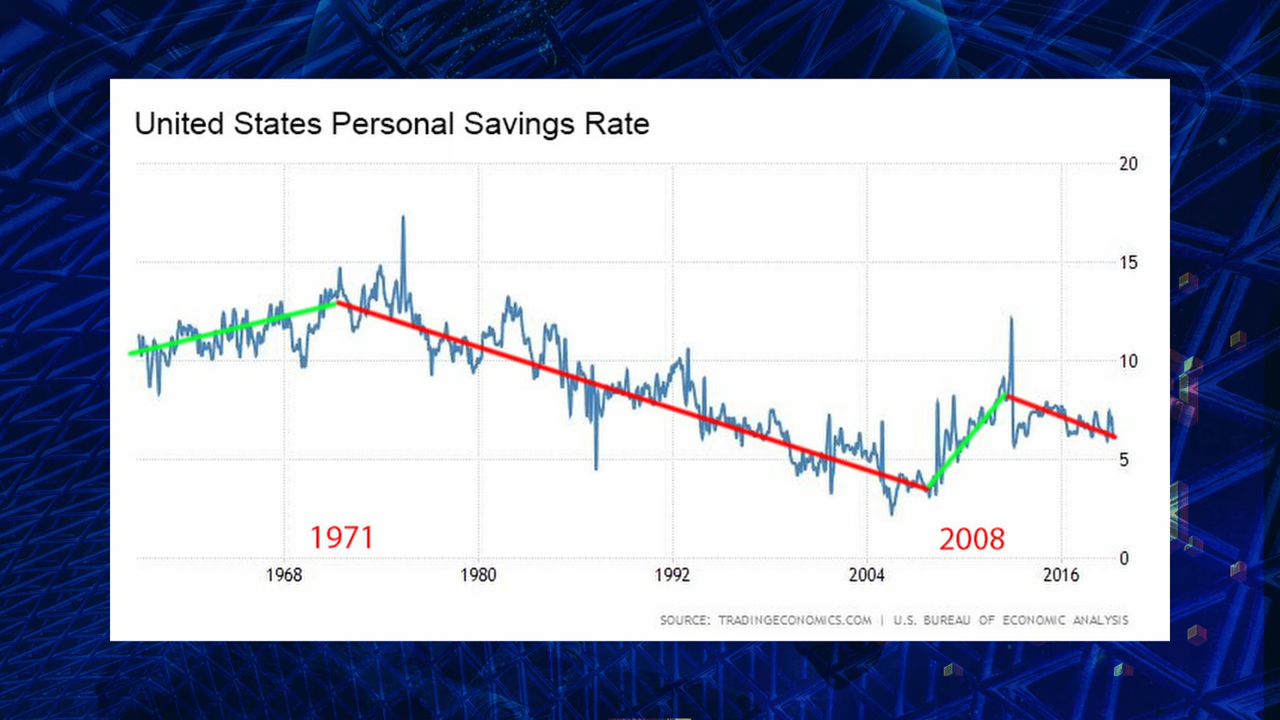 United States Personal Savings Rate
20
15
10
5
0
1971
2008
1968 1980 1992 2004 2016
SOURCE: TRADINGECONOMICS.COM | U.S. BUREAU OF ECONOMIC ANALYSIS